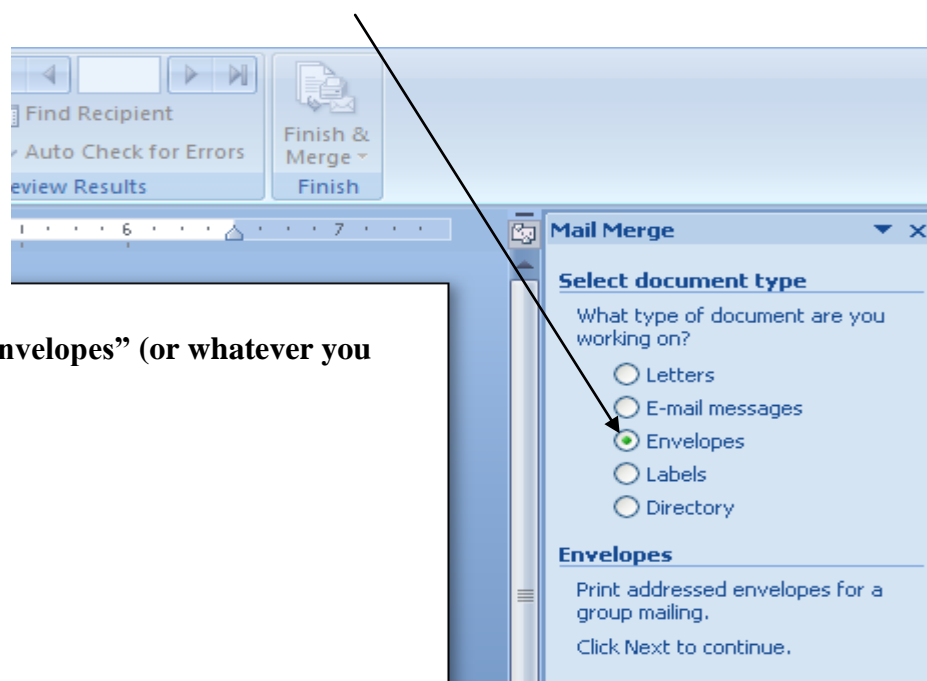 Find Recipient
Auto Check for Errors
eview Results
Finish &
Merge
Finish
6 7
Mail Merge
Select document type
What type of document are you
working on?
Letters
E-mail messages
Envelopes
Labels
Directory
Envelopes
Print addressed envelopes for a
group mailing.
Click Next to continue.
nvelopes” (or whatever you